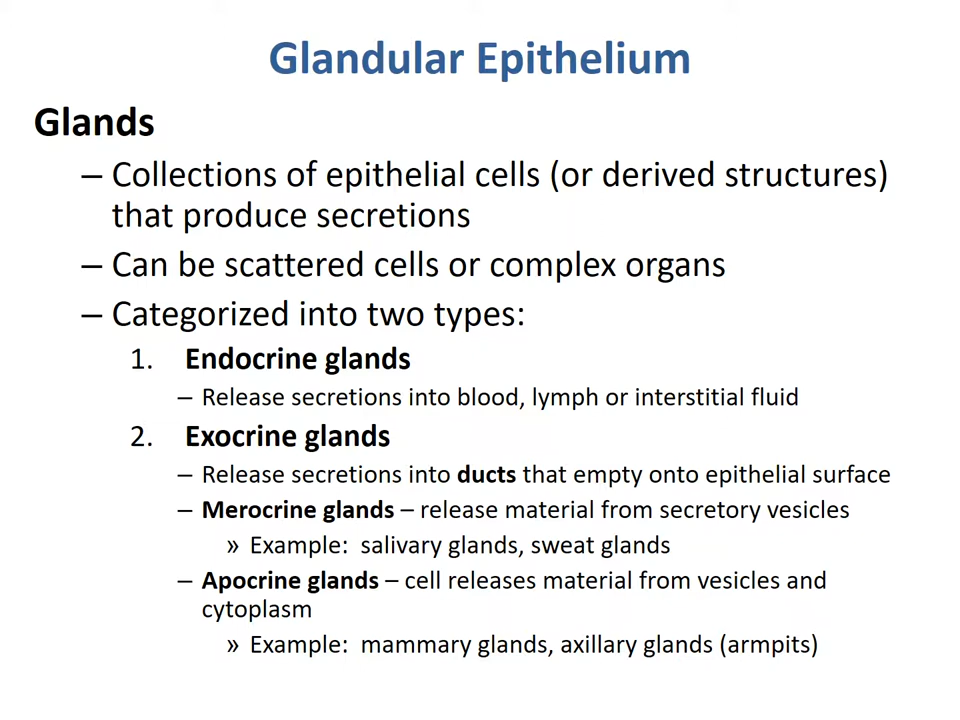 Glandular Epithelium
Glands
– Collections of epithelial cells (or derived structures)
that produce secretions
– Can be scattered cells or complex organs
– Categorized into two types:
1. Endocrine glands
– Release secretions into blood, lymph or interstitial fluid
2. Exocrine glands
– Release secretions into ducts that empty onto epithelial surface
– Merocrine glands – release material from secretory vesicles
» Example: salivary glands, sweat glands
– Apocrine glands – cell releases material from vesicles and
cytoplasm
» Example: mammary glands, axillary glands (armpits)